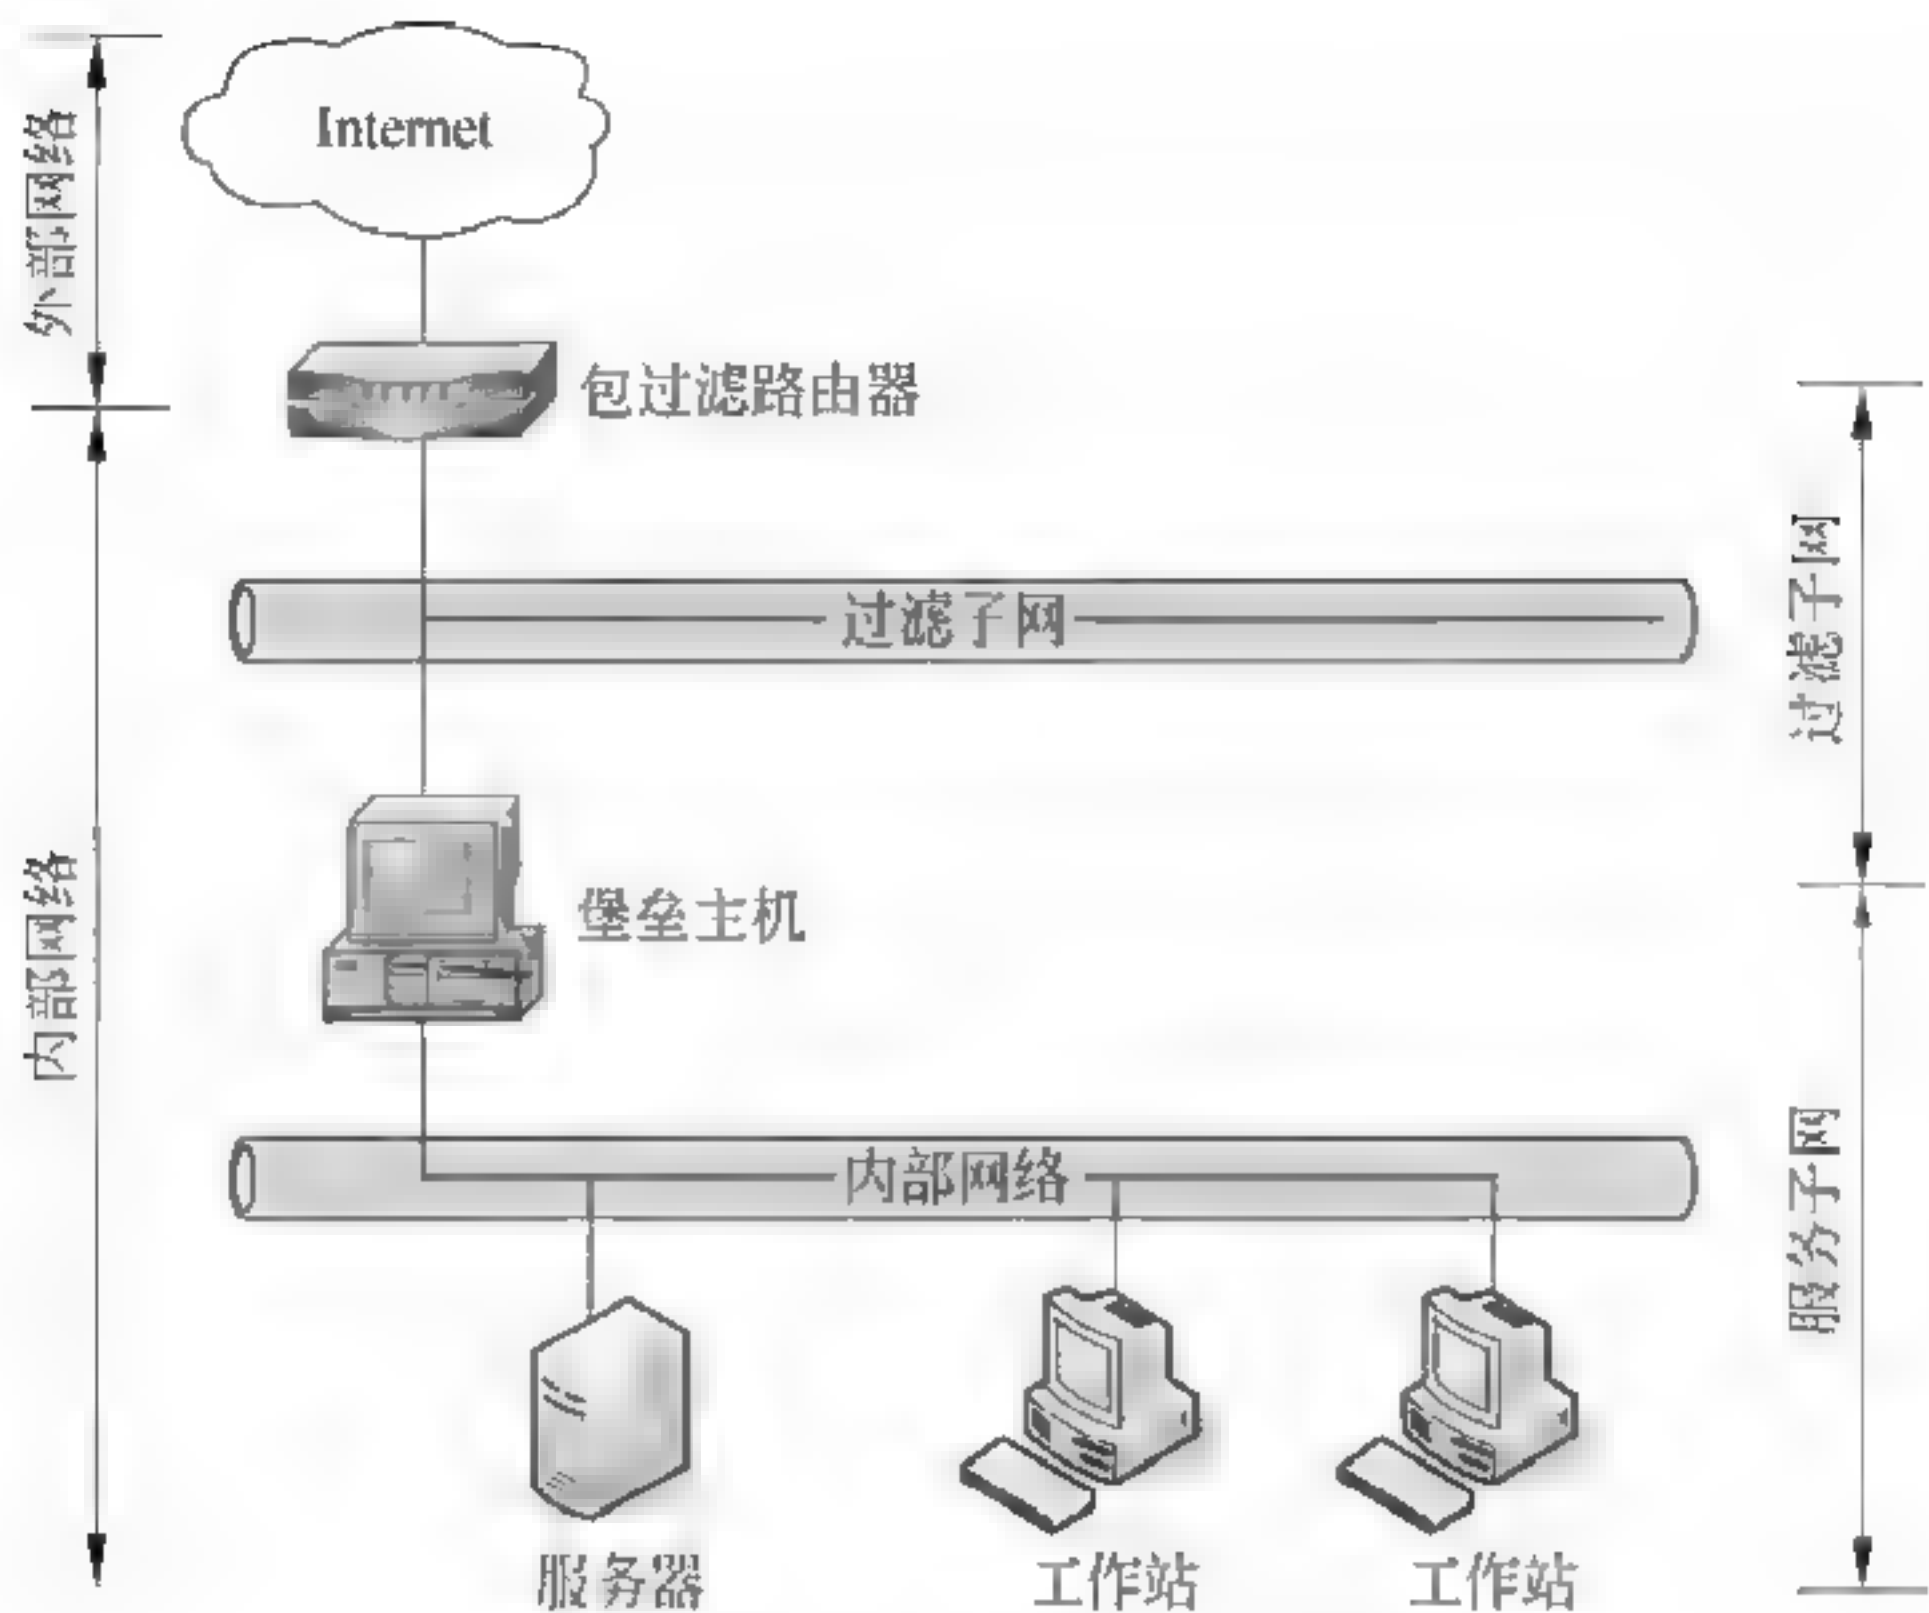 Internet
外部网络
包过滤路由器
过滤子网
过滤子网
堡垒主机
内部网络
内部网络
服务子网
服务器
工作站
工作站